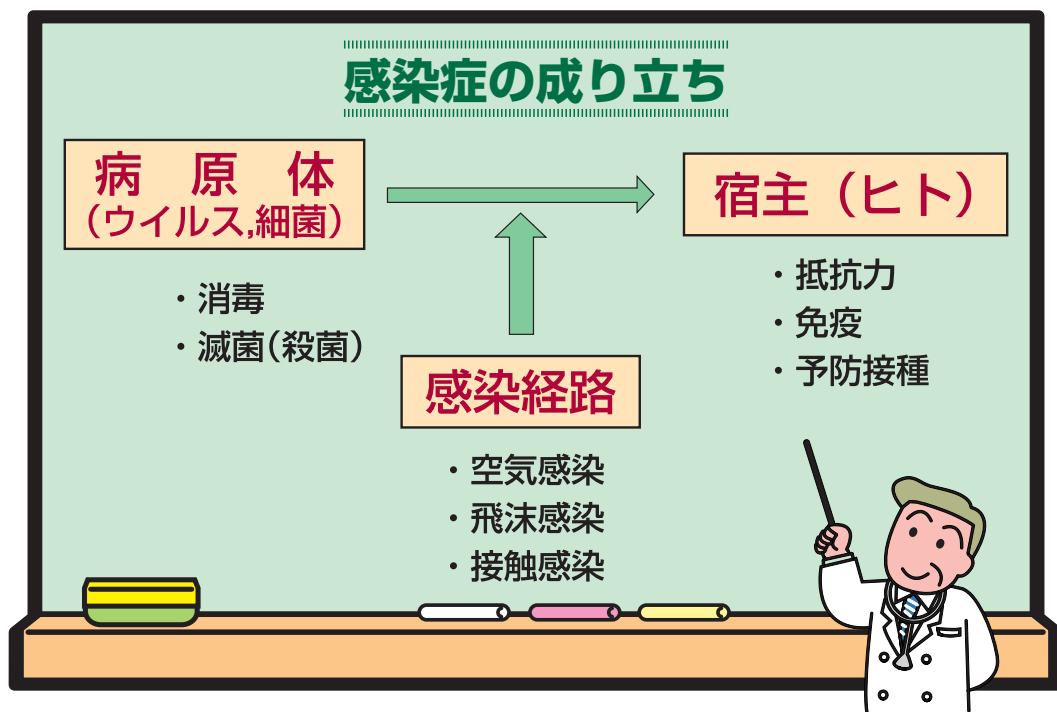 感染症の成り立ち
病 原 体
（ウイルス,細菌）
・消毒
・滅菌（殺菌）
宿主（ヒト）
・抵抗力
・免疫
・予防接種
感染経路
・空気感染
・飛沫感染
・接触感染